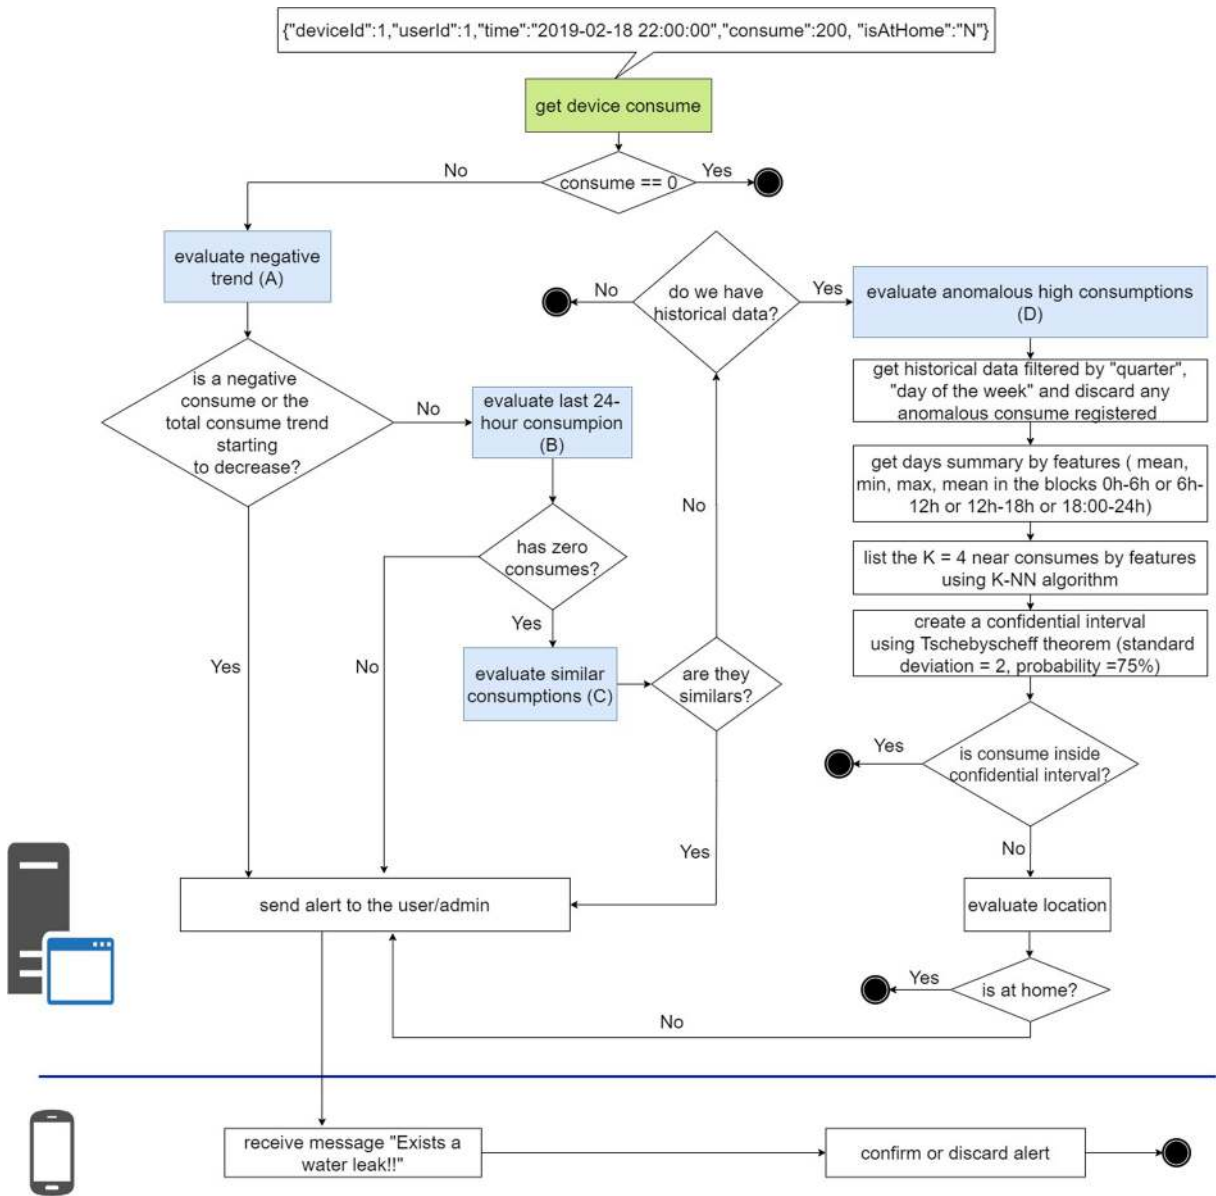 {"deviceId":1,"userId":1,"time":"2019-02-18 22:00:00","consume":200, "isAtHome":"N"}
get device consume
No
consume == 0
Yes
evaluate negative
trend (A)
No
do we have
historical data?
Yes
evaluate anomalous high consumptions
(D)
get historical data filtered by "quarter",
"day of the week" and discard any
anomalous consume registered
is a negative
consume or the
total consume trend
starting
to decrease?
No
evaluate last 24-
hour consumpion
(B)
get days summary by features ( mean,
min, max, mean in the blocks 0h-6h or 6h-
12h or 12h-18h or 18:00-24h)
No
has zero
consumes?
list the K = 4 near consumes by features
using K-NN algorithm
Yes
create a confidential interval
using Tschebyscheff theorem (standard
deviation = 2, probability =75%)
Yes
No
evaluate similar
consumptions (C)
are they
similars?
Yes
is consume inside
confidential interval?
Yes
No
send alert to the user/admin
evaluate location
Yes
is at home?
No
receive message "Exists a
water leak!!"
confirm or discard alert